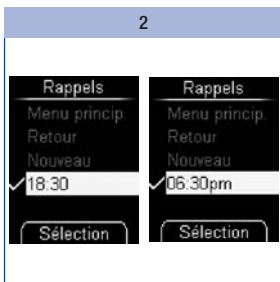 2
Rappels
Menu princip.
Retour
Nouveau
18:30
Sélection
Rappels
Menu princip.
Retour
Nouveau
06:30pm
Sélection